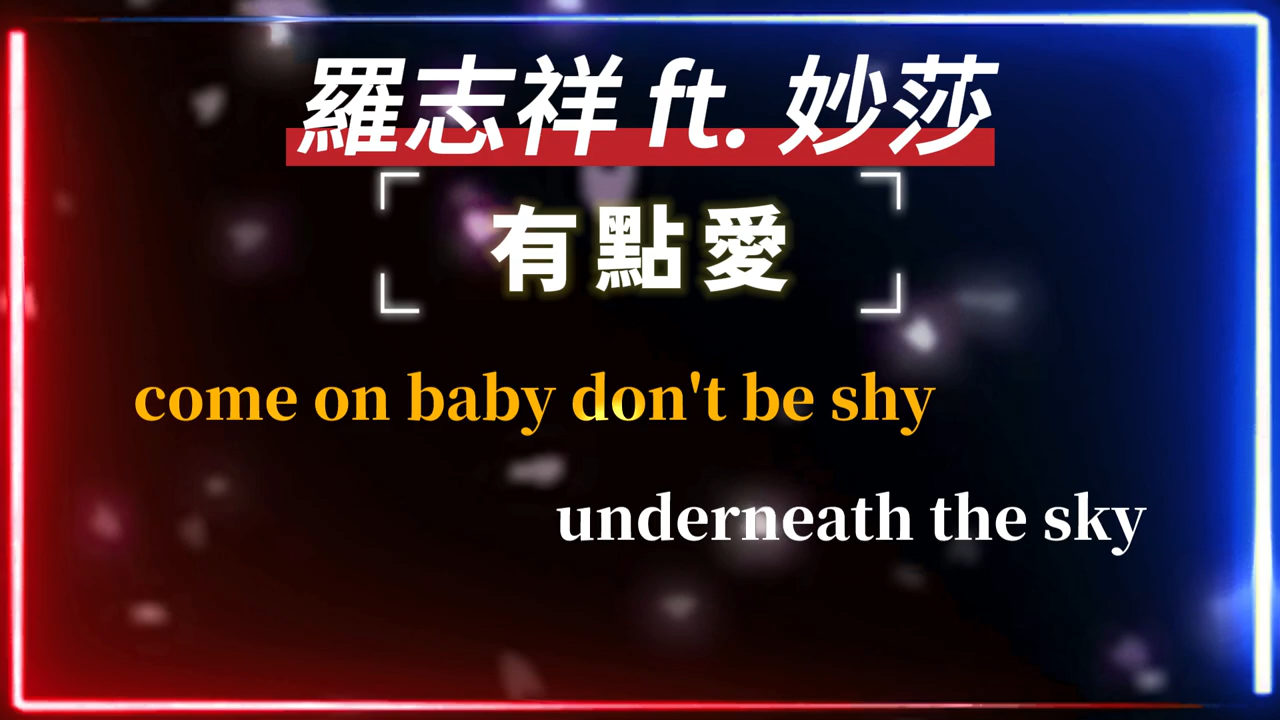 羅志祥 ft. 妙莎
有點愛
come on baby don't be shy
underneath the sky